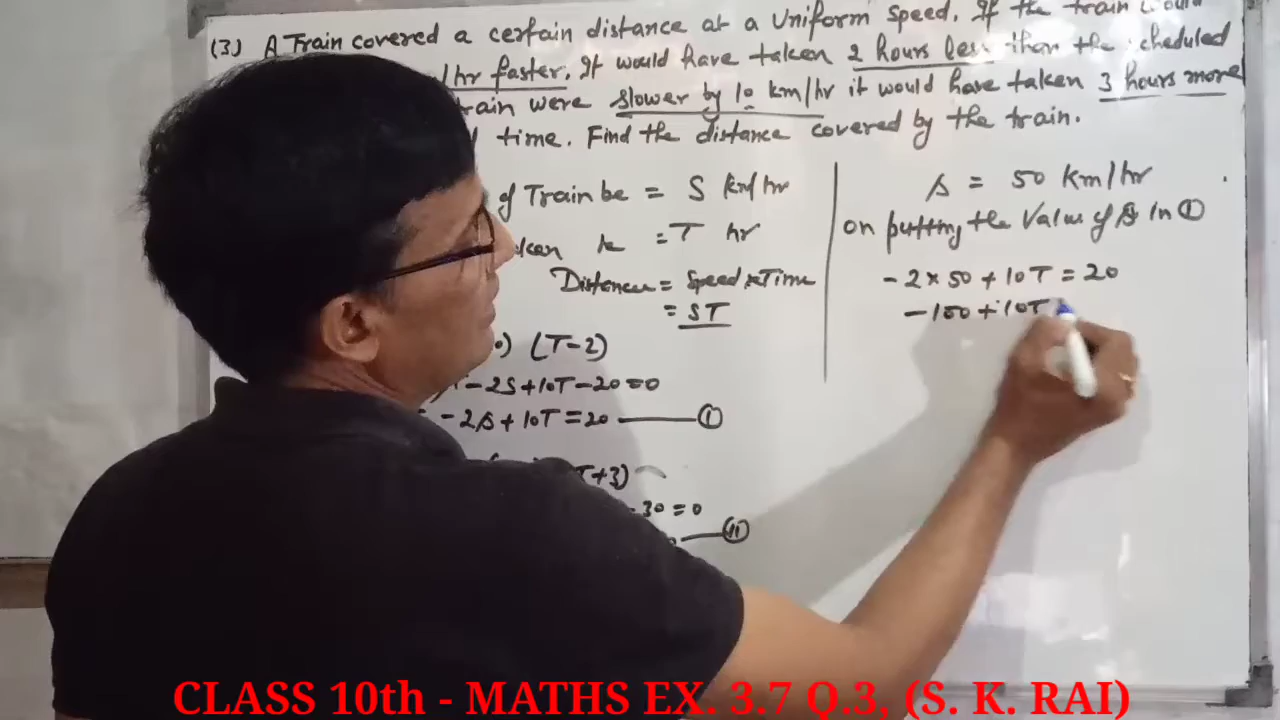 (3) A Train covered a certain distance at a Uniform speed. If the train would
/hr faster. It would have taken 2 hours less than the scheduled
train were slower by 10 km/hr it would have taken 3 hours more
time. Find the distance covered by the train.
of Train be = S km/hr
= T hr
Distance = Speed x Time
= ST
(T-2)
-2S+10T-20=0
-2s+10T=20 ——— ①
T+3)
-30=0
——— ⑪
s = 50 km/hr
on putting the Value of s in ①
-2×50+10T=20
-100+10T
CLASS 10th - MATHS EX. 3.7 Q.3, (S. K. RAI)